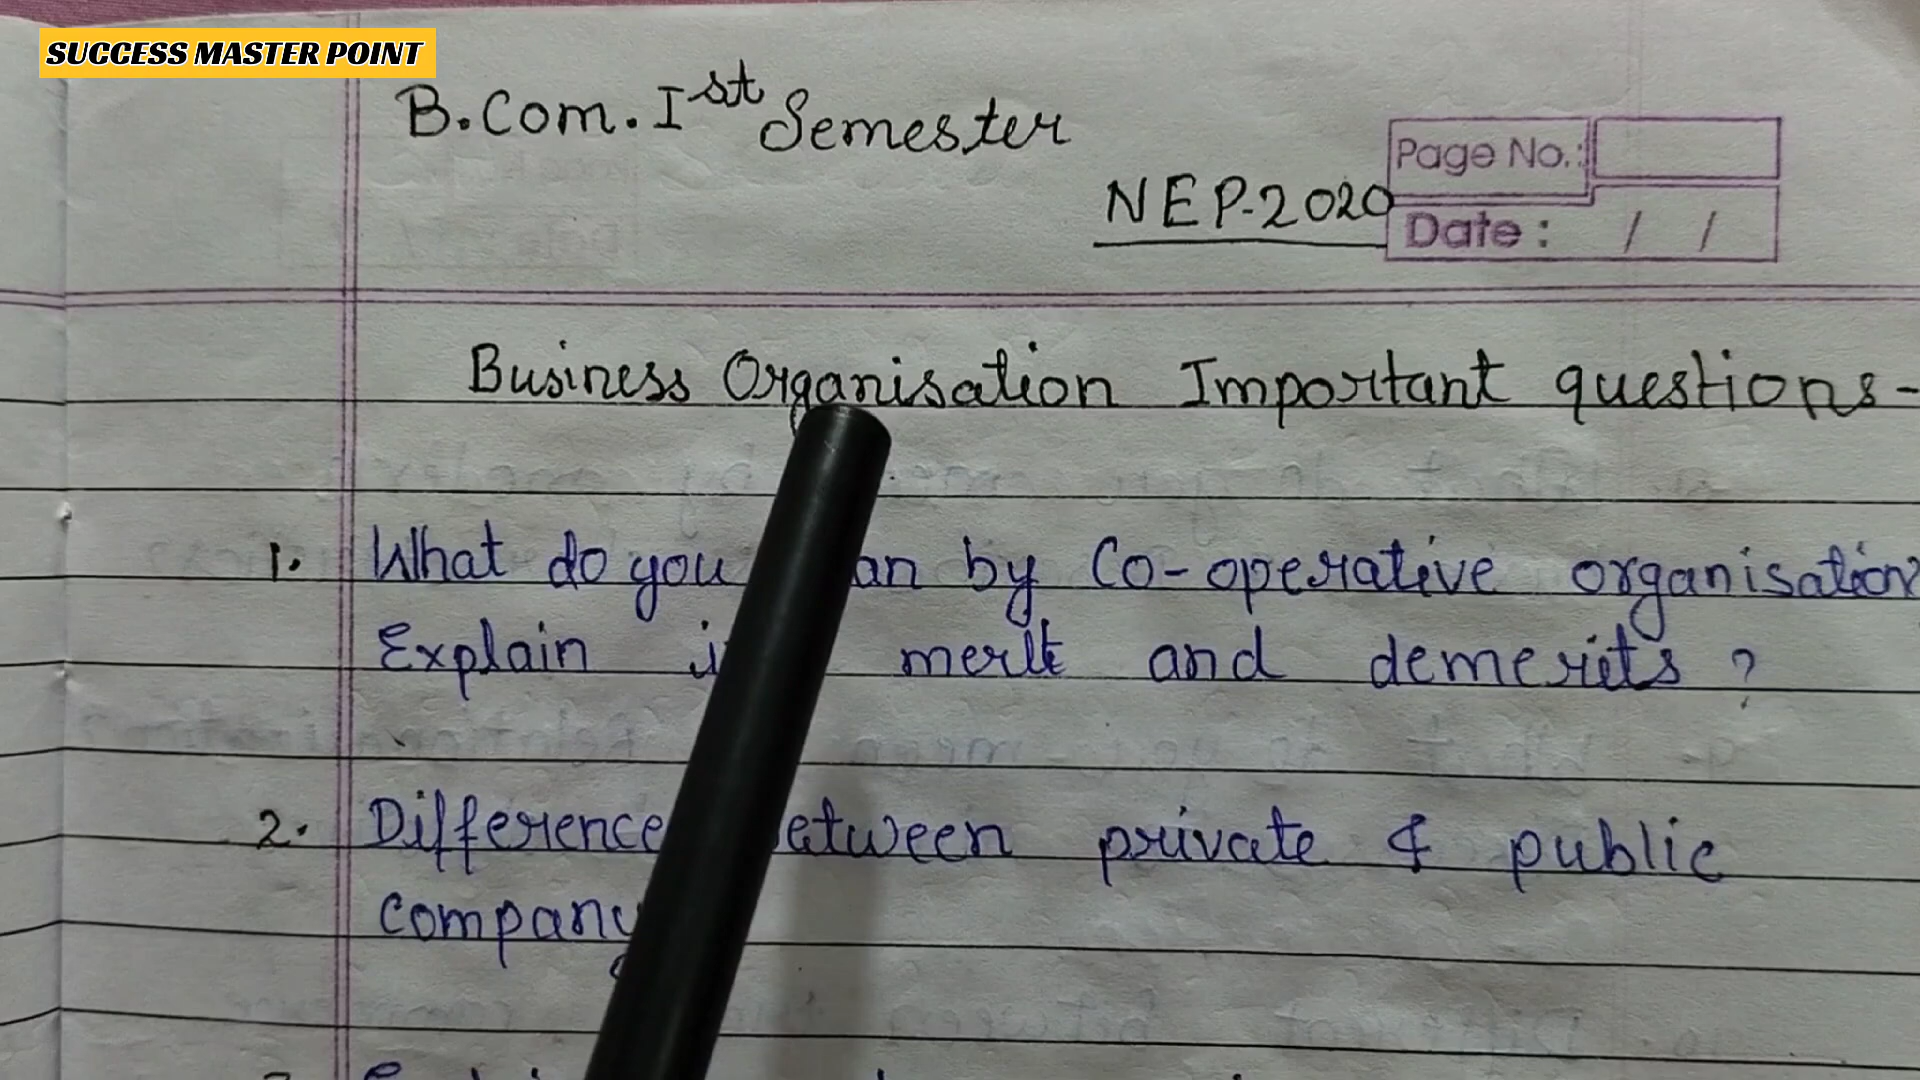 SUCCESS MASTER POINT
B.Com. Ist Semester
NEP-2020
Page No.:
Date : / /
Business Organisation Important questions-
1. What do you an by Co-operative organisation?
Explain merit and demerits ?
2. Difference etween private & public
company